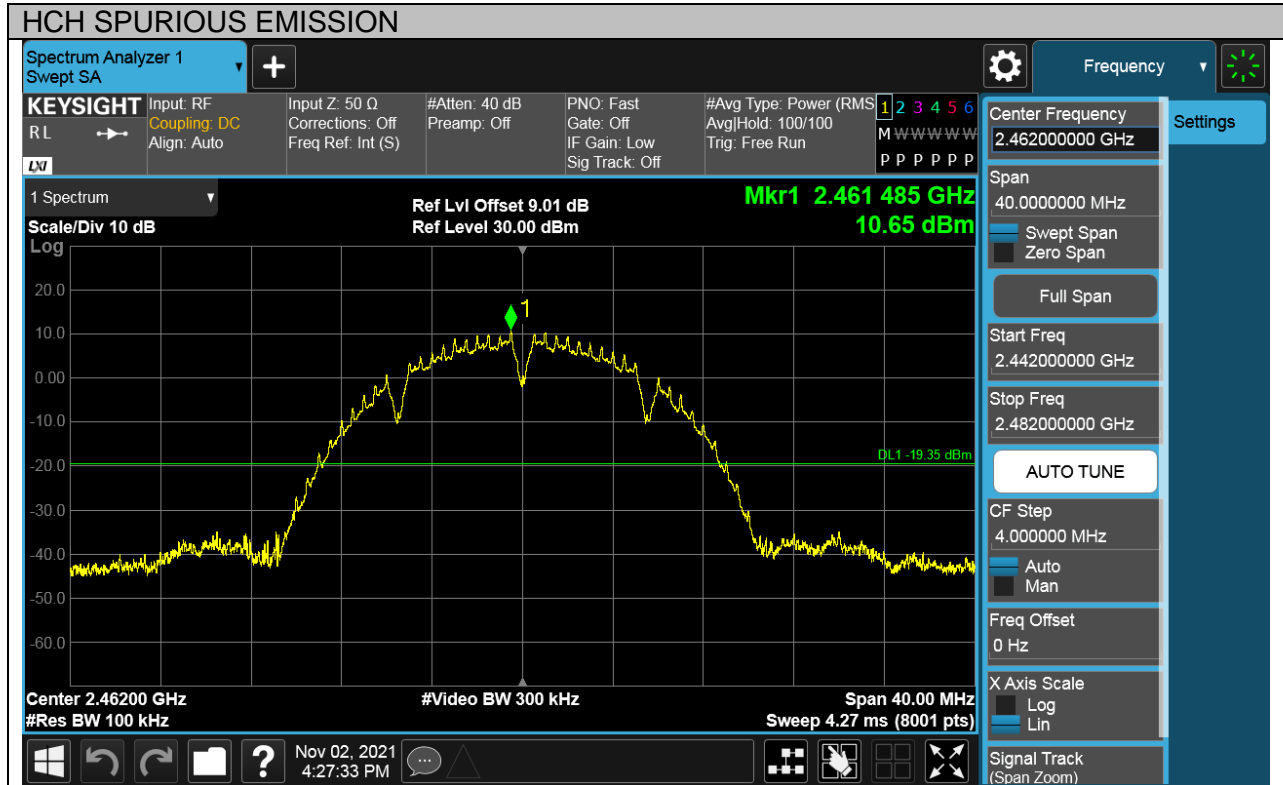 HCH SPURIOUS EMISSION
Spectrum Analyzer 1
Swept SA
Frequency
KEYSIGHT
RL
LXI
Input: RF
Coupling: DC
Align: Auto
Input Z: 50 Ω
Corrections: Off
Freq Ref: Int (S)
#Atten: 40 dB
Preamp: Off
PNO: Fast
Gate: Off
IF Gain: Low
Sig Track: Off
#Avg Type: Power (RMS
Avg|Hold: 100/100
Trig: Free Run
1 2 3 4 5 6
M W W W W W
P P P P P P
1 Spectrum
Scale/Div 10 dB
Log
Ref Lvl Offset 9.01 dB
Ref Level 30.00 dBm
Mkr1 2.461 485 GHz
10.65 dBm
20.0
10.0
0.00
-10.0
-20.0
-30.0
-40.0
-50.0
-60.0
1
DL1 -19.35 dBm
Center 2.46200 GHz
#Res BW 100 kHz
#Video BW 300 kHz
Span 40.00 MHz
Sweep 4.27 ms (8001 pts)
Center Frequency
2.462000000 GHz
Settings
Span
40.0000000 MHz
Swept Span
Zero Span
Full Span
Start Freq
2.442000000 GHz
Stop Freq
2.482000000 GHz
AUTO TUNE
CF Step
4.000000 MHz
Auto
Man
Freq Offset
0 Hz
X Axis Scale
Log
Lin
Signal Track
(Span Zoom)
?
Nov 02, 2021
4:27:33 PM